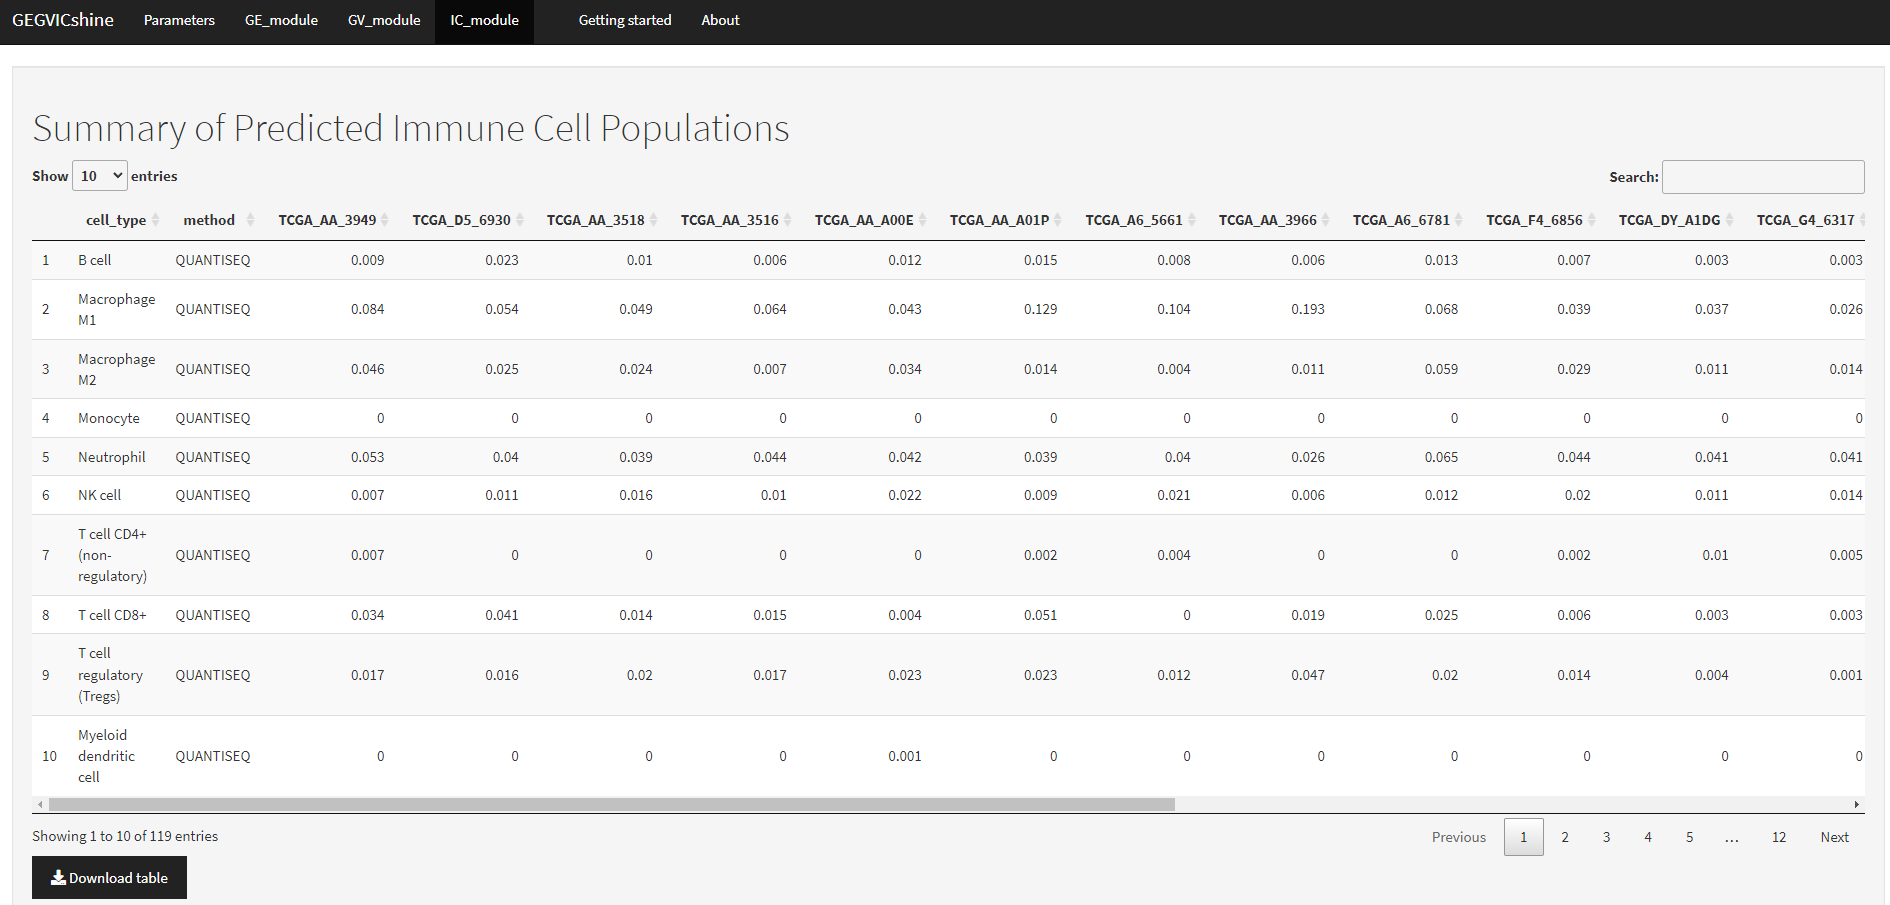 GEGVICshine Parameters GE_module GV_module IC_module Getting started About
Summary of Predicted Immune Cell Populations
Show 10 entries Search:
cell_type method TCGA_AA_3949 TCGA_D5_6930 TCGA_AA_3518 TCGA_AA_3516 TCGA_AA_A00E TCGA_AA_A01P TCGA_A6_5661 TCGA_AA_3966 TCGA_A6_6781 TCGA_F4_6856 TCGA_DY_A1DG TCGA_G4_6317
1 B cell QUANTISEQ 0.009 0.023 0.01 0.006 0.012 0.015 0.008 0.006 0.013 0.007 0.003 0.003
Macrophage
2 M1 QUANTISEQ 0.084 0.054 0.049 0.064 0.043 0.129 0.104 0.193 0.068 0.039 0.037 0.026
Macrophage
3 M2 QUANTISEQ 0.046 0.025 0.024 0.007 0.034 0.014 0.004 0.011 0.059 0.029 0.011 0.014
4 Monocyte QUANTISEQ 0 0 0 0 0 0 0 0 0 0 0 0
5 Neutrophil QUANTISEQ 0.053 0.04 0.039 0.044 0.042 0.039 0.04 0.026 0.065 0.044 0.041 0.041
6 NK cell QUANTISEQ 0.007 0.011 0.016 0.01 0.022 0.009 0.021 0.006 0.012 0.02 0.011 0.014
T cell CD4+
7 (non- QUANTISEQ 0.007 0 0 0 0 0.002 0.004 0 0 0.002 0.01 0.005
regulatory)
8 T cell CD8+ QUANTISEQ 0.034 0.041 0.014 0.015 0.004 0.051 0 0.019 0.025 0.006 0.003 0.003
T cell
9 regulatory QUANTISEQ 0.017 0.016 0.02 0.017 0.023 0.023 0.012 0.047 0.02 0.014 0.004 0.001
(Tregs)
Myeloid
10 dendritic QUANTISEQ 0 0 0 0 0.001 0 0 0 0 0 0 0
cell
Showing 1 to 10 of 119 entries Previous 1 2 3 4 5 … 12 Next
Download table